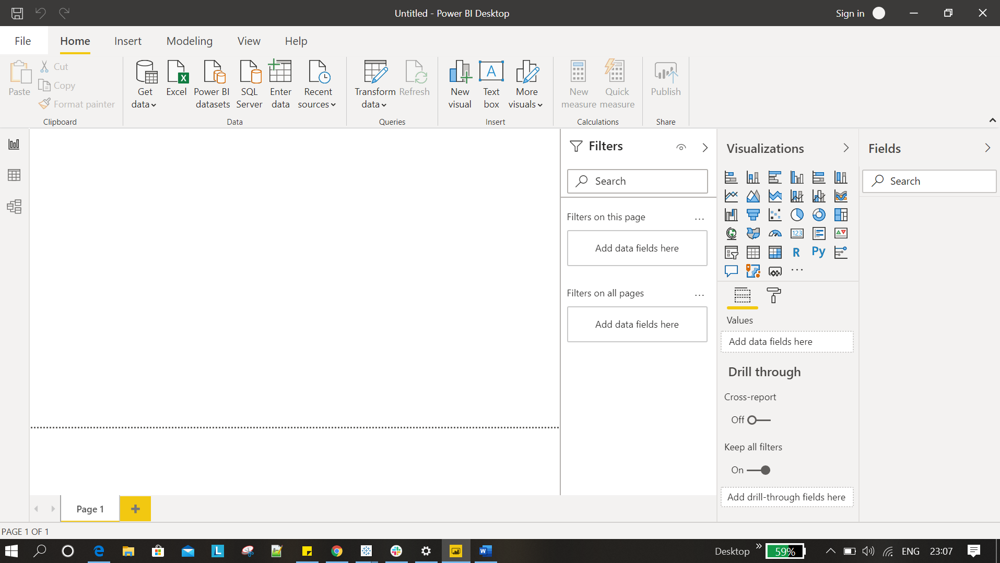 Untitled - Power BI Desktop
Sign in
File Home Insert Modeling View Help
Paste
Cut
Copy
Format painter
Clipboard
Get data
Excel
Power BI datasets
SQL Server
Enter data
Recent sources
Data
Transform data
Refresh
Queries
New visual
Text box
A
More visuals
Insert
New measure
Quick measure
Calculations
Publish
Share
Filters
Search
Filters on this page ...
Add data fields here
Filters on all pages ...
Add data fields here
Visualizations
123
R Py
...
Values
Add data fields here
Drill through
Cross-report
Off
Keep all filters
On
Add drill-through fields here
Fields
Search
Page 1 +
PAGE 1 OF 1
L
W
Desktop » 59% ENG 23:07